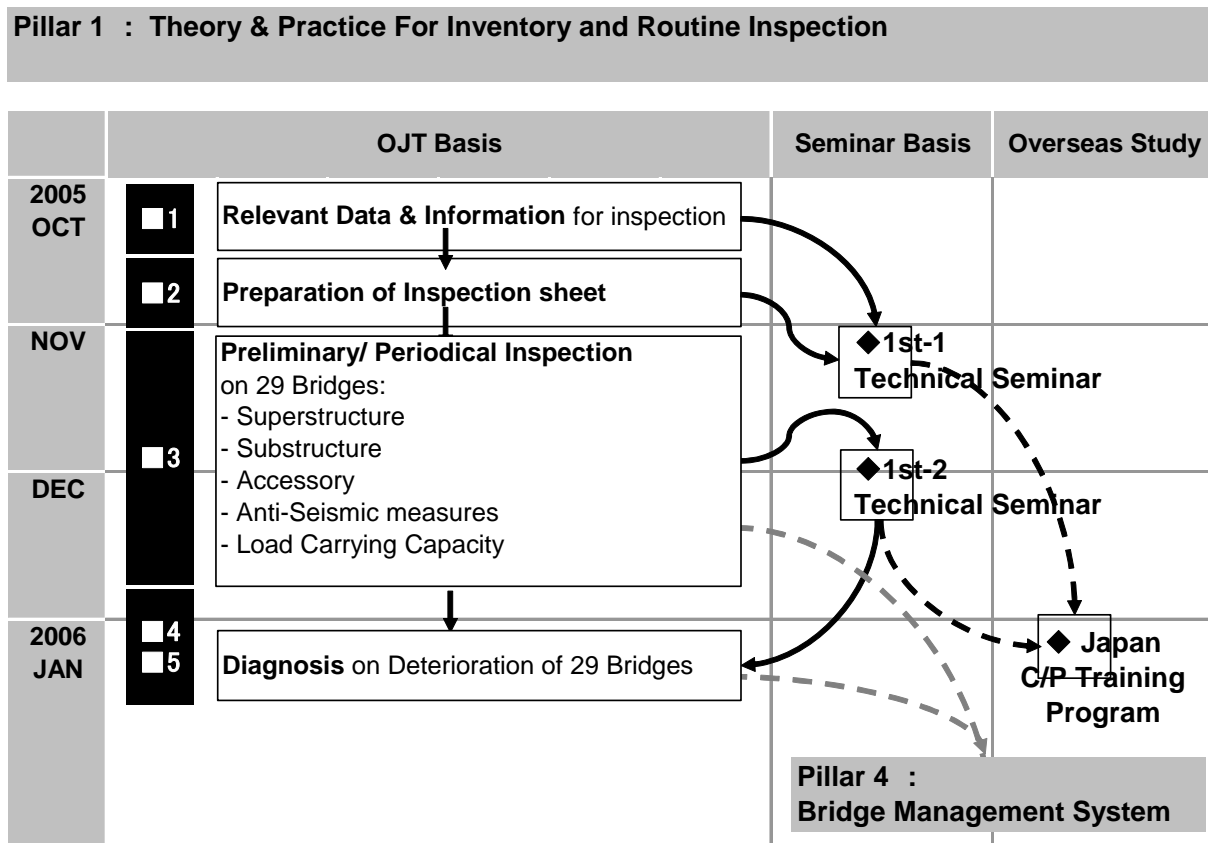 Pillar 1 : Theory & Practice For Inventory and Routine Inspection
OJT Basis
Seminar Basis
Overseas Study
2005
OCT
■1
Relevant Data & Information for inspection
■2
Preparation of Inspection sheet
NOV
■3
Preliminary/ Periodical Inspection
on 29 Bridges:
- Superstructure
- Substructure
- Accessory
- Anti-Seismic measures
- Load Carrying Capacity
◆1st-1
Technical Seminar
DEC
◆1st-2
Technical Seminar
2006
JAN
■4
■5
Diagnosis on Deterioration of 29 Bridges
◆ Japan
C/P Training
Program
Pillar 4 :
Bridge Management System